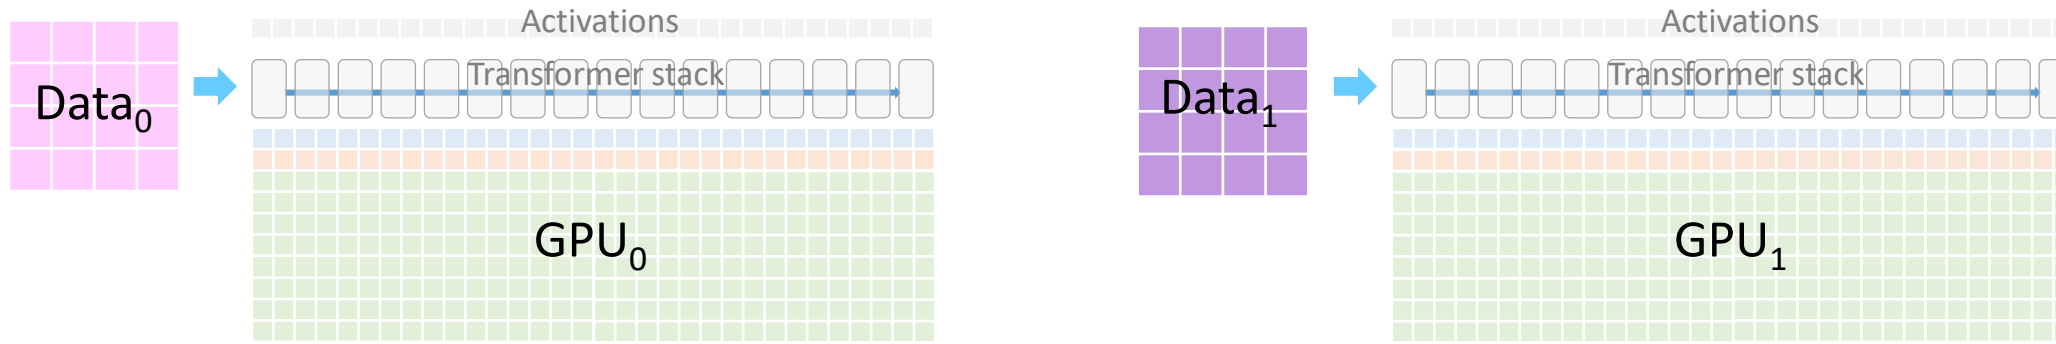 Activations
Transformer stack
Data0
GPU0
Activations
Transformer stack
Data1
GPU1